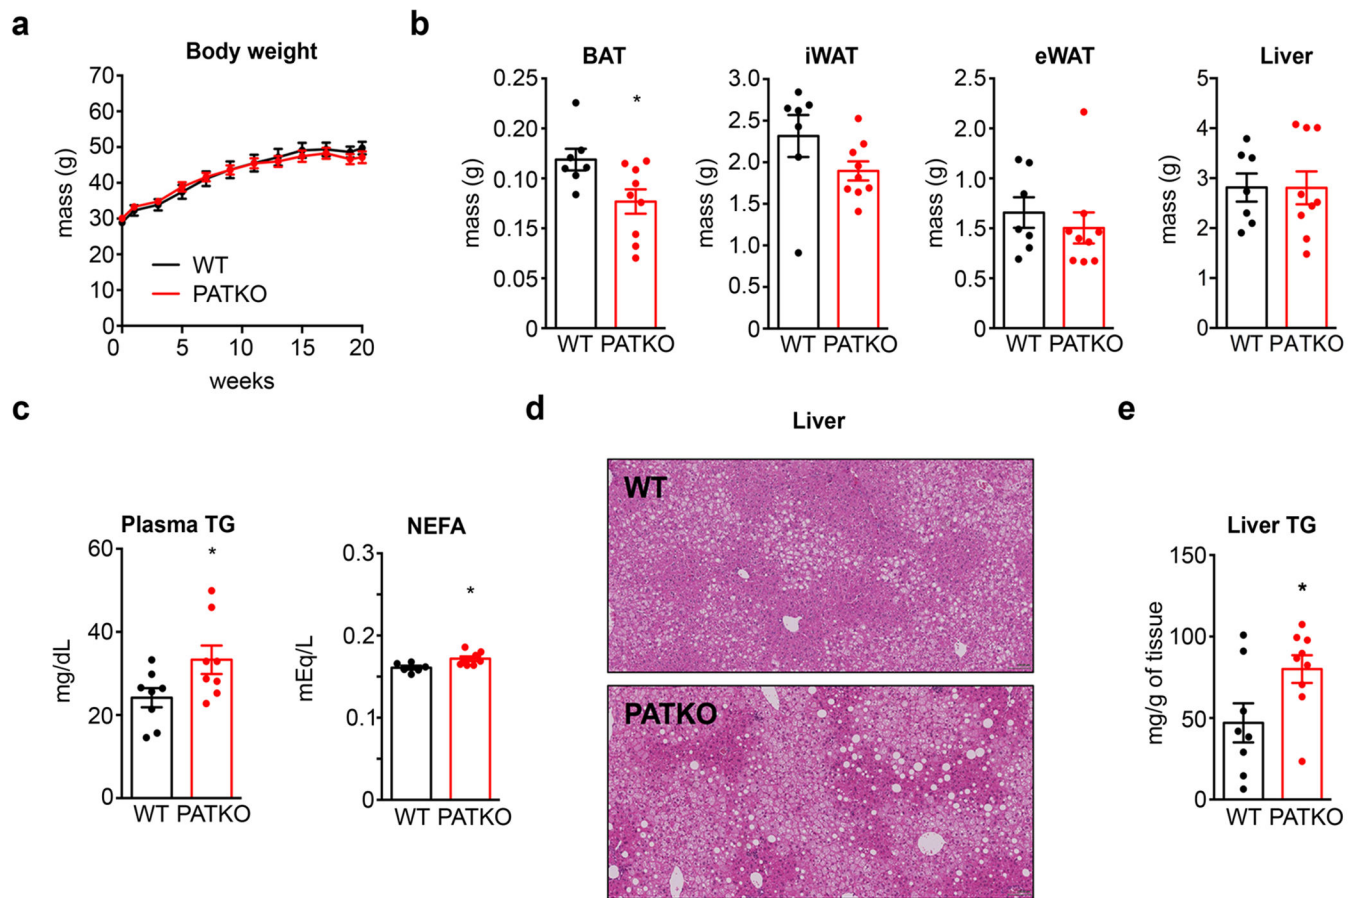 a
Body weight
70
60
50
40
30
20
10
0
mass (g)
WT
PATKO
0 5 10 15 20
weeks
b
BAT
0.25
0.20
0.10
0.15
0.05
0
mass (g)
*
WT PATKO
iWAT
3.0
2.5
2.0
1.0
1.5
0.5
0
mass (g)
WT PATKO
eWAT
2.5
2.0
1.0
1.5
0.5
0
mass (g)
WT PATKO
Liver
5
4
3
2
1
0
mass (g)
WT PATKO
c
Plasma TG
60
40
20
0
mg/dL
*
WT PATKO
NEFA
0.3
0.2
0.1
0
mEq/L
*
WT PATKO
d
Liver
WT
PATKO
e
Liver TG
150
100
50
0
mg/g of tissue
*
WT PATKO